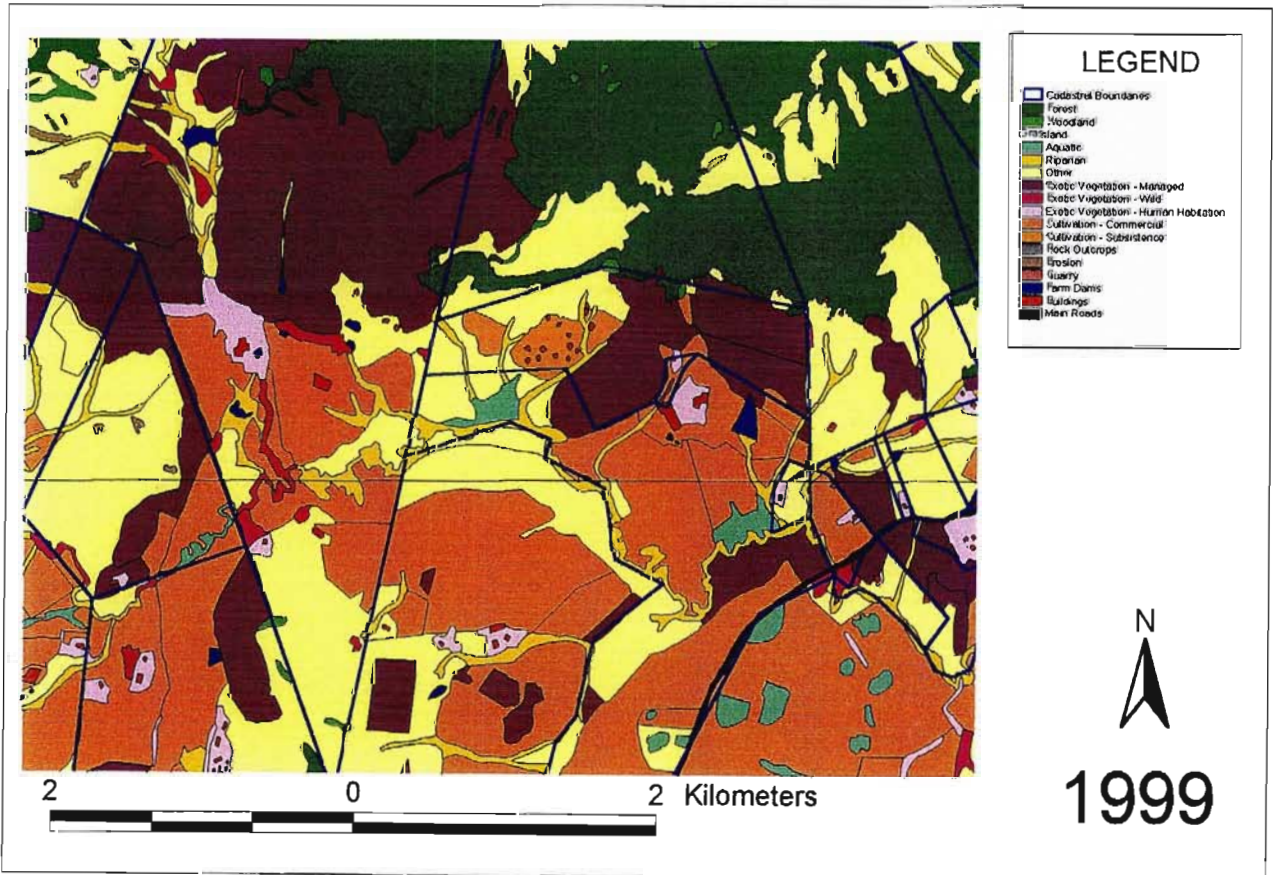 LEGEND
Cadastral Boundaries
Forest
Woodland
Aquatic
Riparian
Other
Exotic Vegetation - Managed
Exotic Vegetation - Wild
Exotic Vegetation - Human Habitation
Cultivation - Commercial
Cultivation - Subsistence
Rock Outcrops
Erosion
Quarry
Farm Dams
Buildings
Main Roads
N
1999
2 0 2 Kilometers